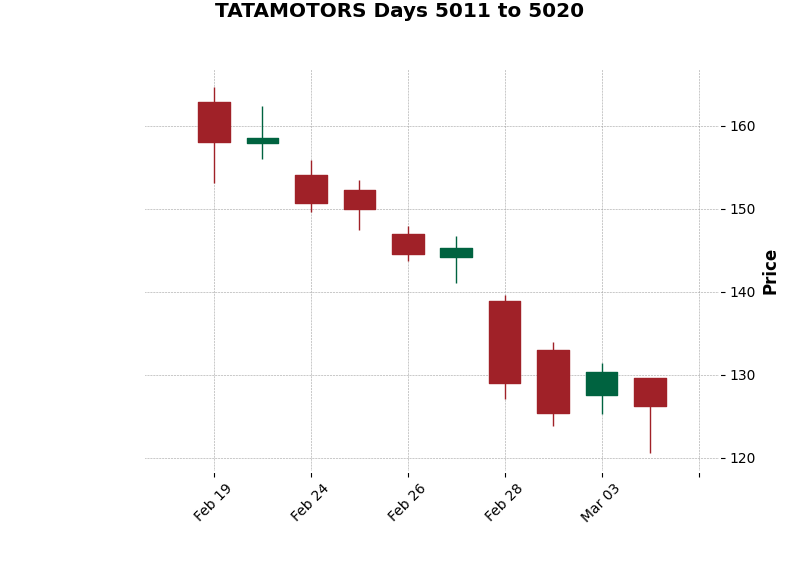 TATAMOTORS Days 5011 to 5020
160
150
140
130
120
Price
Feb 19
Feb 24
Feb 26
Feb 28
Mar 03